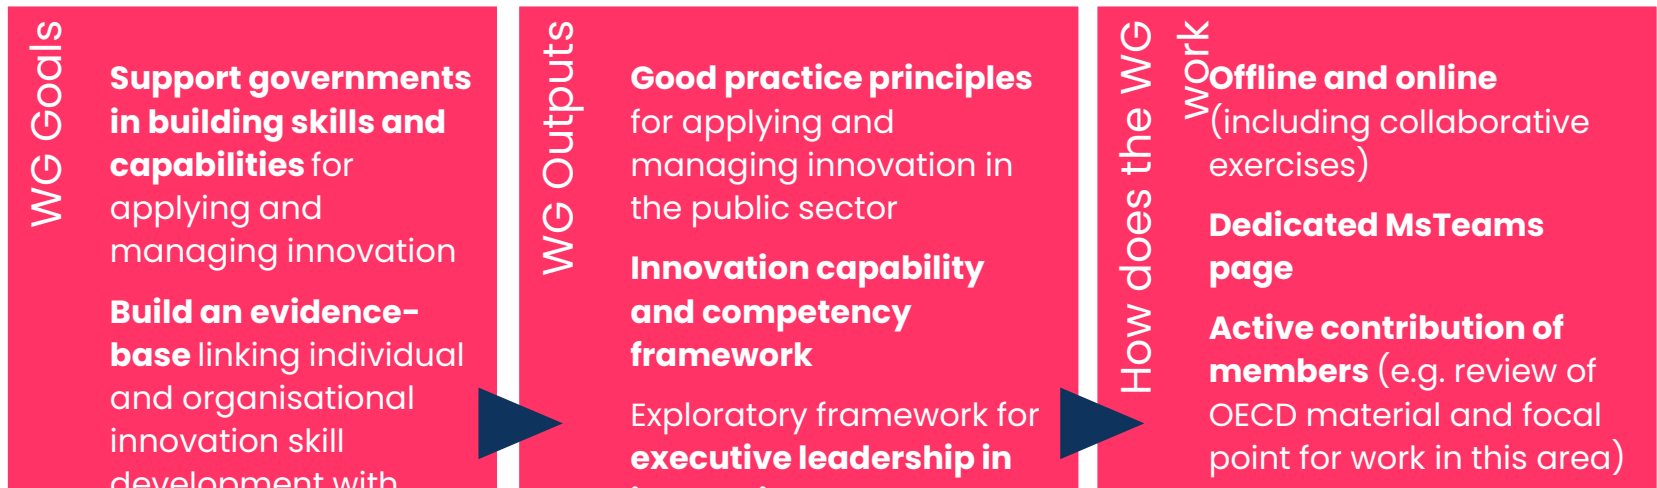 WG Goals
Support governments
in building skills and
capabilities for
applying and
managing innovation
Build an evidence-
base linking individual
and organisational
innovation skill
development with
WG Outputs
Good practice principles
for applying and
managing innovation in
the public sector
Innovation capability
and competency
framework
Exploratory framework for
executive leadership in
How does the WG
work
Offline and online
(including collaborative
exercises)
Dedicated MsTeams
page
Active contribution of
members (e.g. review of
OECD material and focal
point for work in this area)